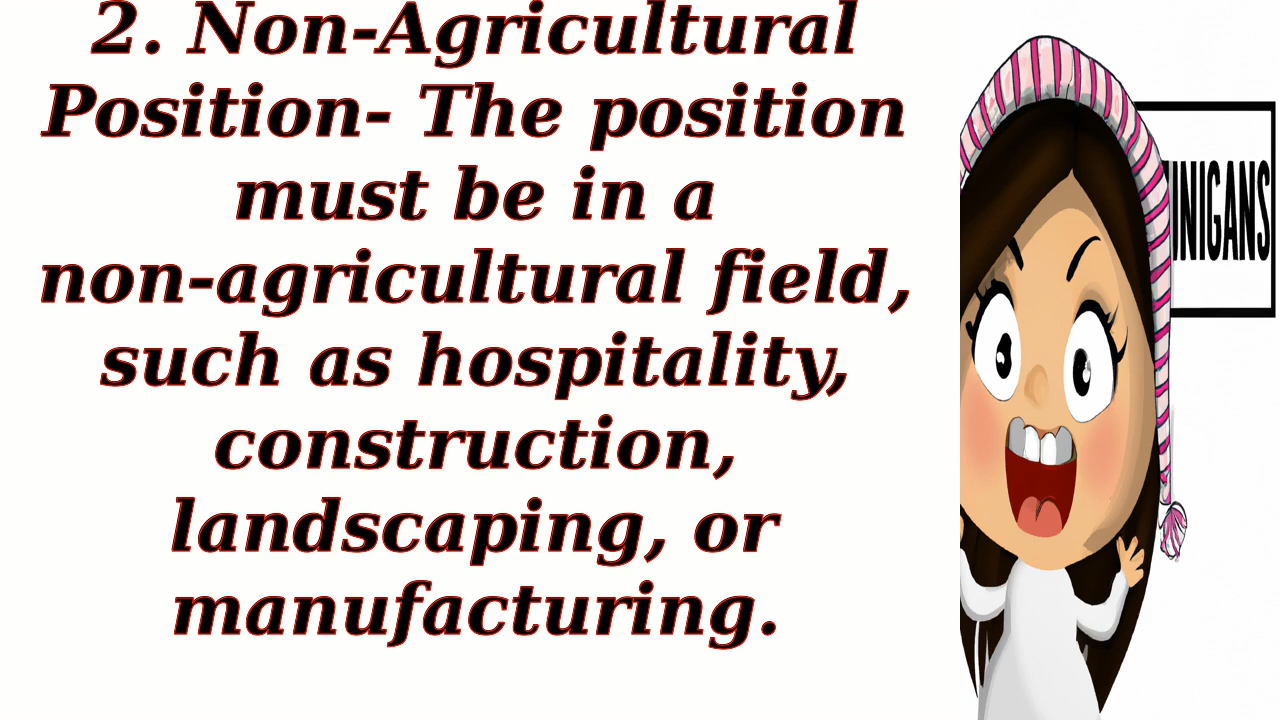 2. Non-Agricultural
Position- The position
must be in a
non-agricultural field,
such as hospitality,
construction,
landscaping, or
manufacturing.